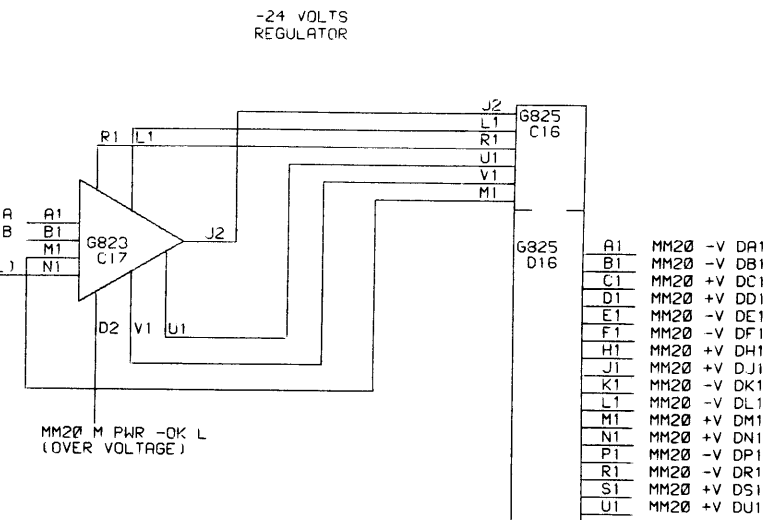 -24 VOLTS
REGULATOR
J2
G825
L1
C16
R1 L1
R1
U1
V1
M1
A A1
B B1
M1
L) N1
G823
C17
J2
D2 V1 U1
MM20 M PWR -OK L
(OVER VOLTAGE)
G825
D16
A1 MM20 -V DA1
B1 MM20 -V DB1
C1 MM20 +V DC1
D1 MM20 +V DD1
E1 MM20 -V DE1
F1 MM20 -V DF1
H1 MM20 +V DH1
J1 MM20 +V DJ1
K1 MM20 -V DK1
L1 MM20 -V DL1
M1 MM20 +V DM1
N1 MM20 +V DN1
P1 MM20 -V DP1
R1 MM20 -V DR1
S1 MM20 +V DS1
U1 MM20 +V DU1